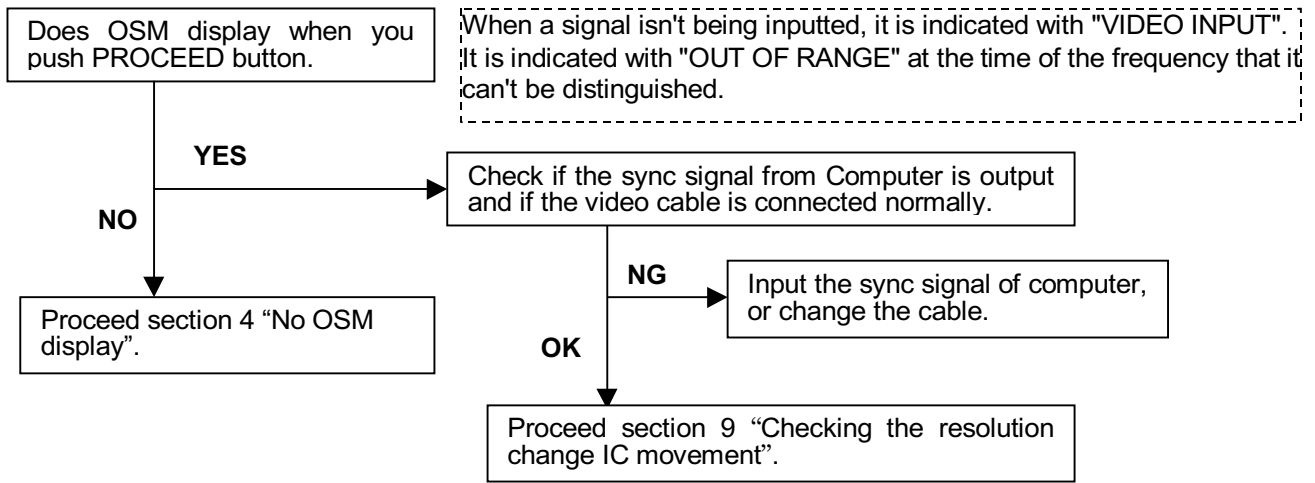 Does OSM display when you
push PROCEED button.
When a signal isn't being inputted, it is indicated with "VIDEO INPUT".
It is indicated with "OUT OF RANGE" at the time of the frequency that it
can't be distinguished.
YES
Check if the sync signal from Computer is output
and if the video cable is connected normally.
NO
NG
Input the sync signal of computer,
or change the cable.
Proceed section 4 “No OSM
display”.
OK
Proceed section 9 “Checking the resolution
change IC movement”.